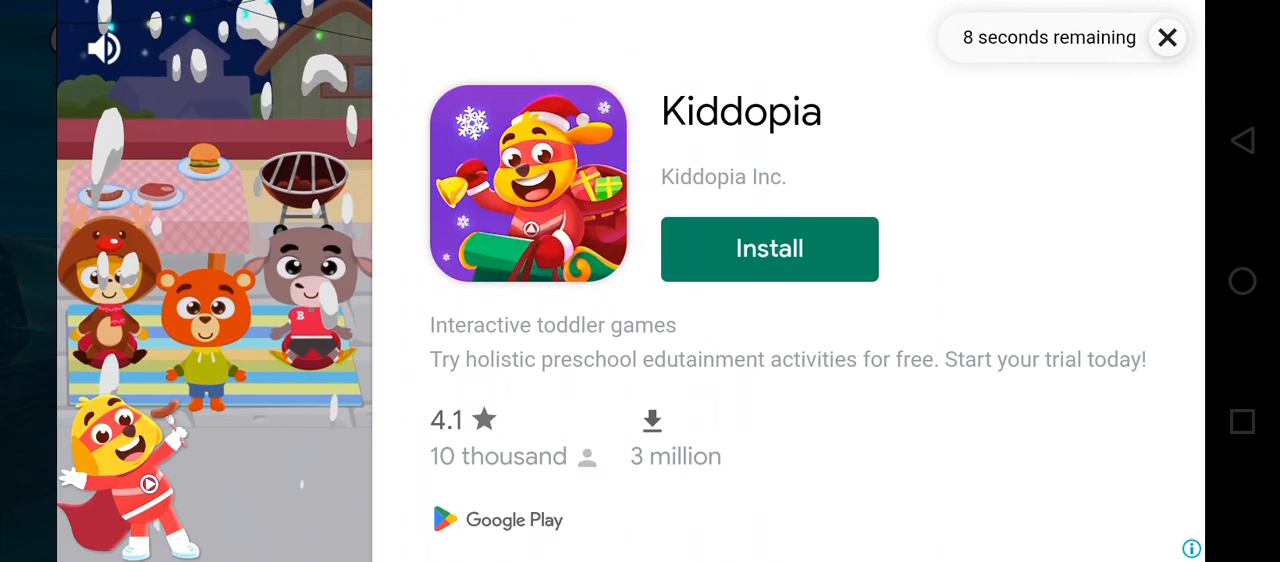 8 seconds remaining
Kiddopia
Kiddopia Inc.
Install
Interactive toddler games
Try holistic preschool edutainment activities for free. Start your trial today!
4.1
10 thousand
3 million
Google Play
B